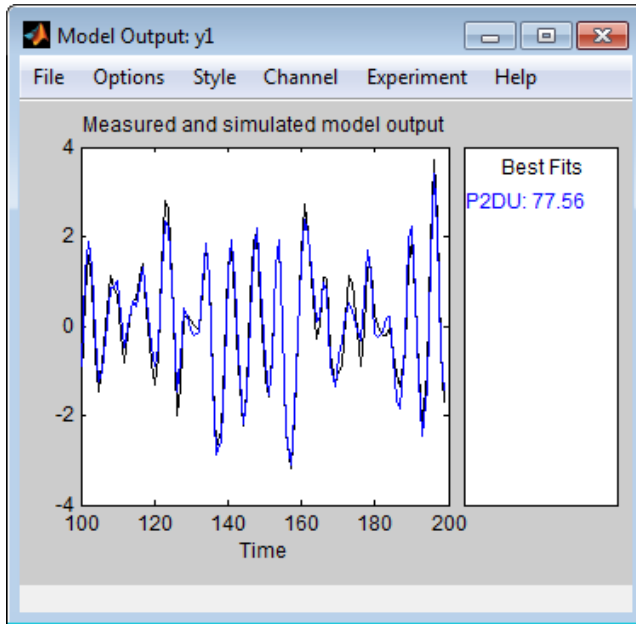 Model Output: y1
File Options Style Channel Experiment Help
Measured and simulated model output
4
2
0
-2
-4
100 120 140 160 180 200
Time
Best Fits
P2DU: 77.56